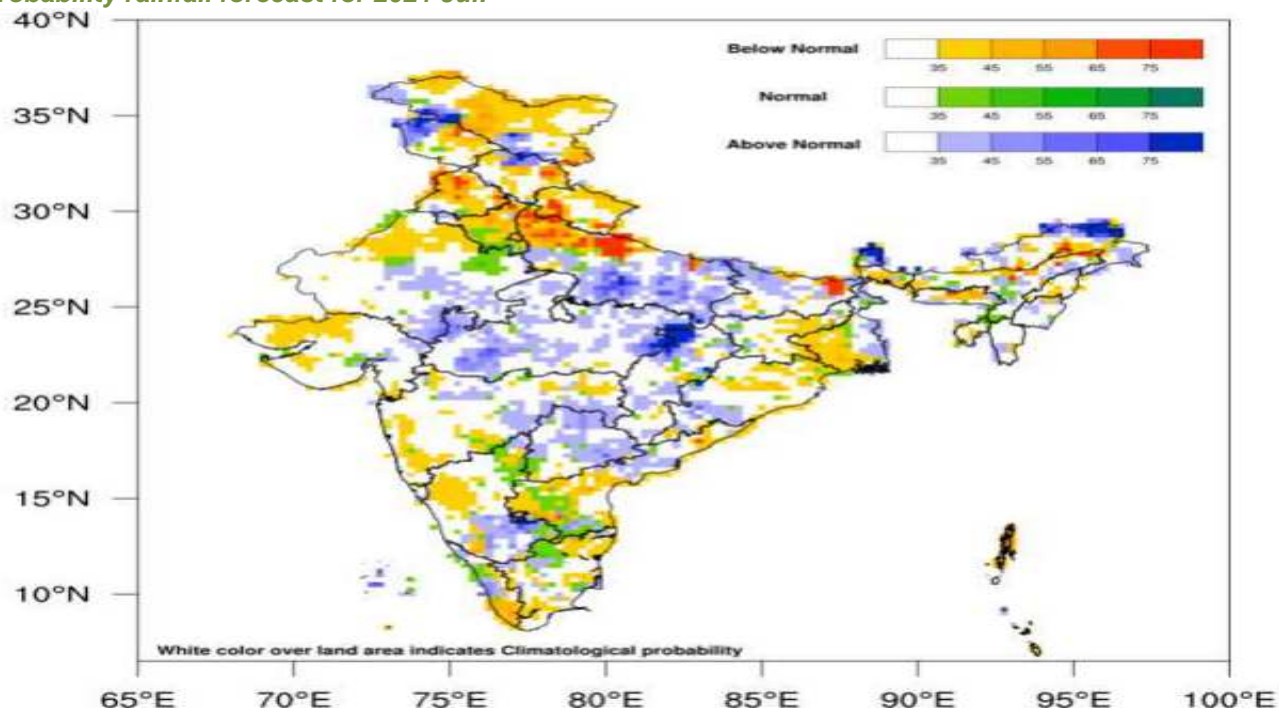 40°N
Below Normal
35 45 55 65 75
Normal
35 45 55 65 75
35°N
Above Normal
35 45 55 65 75
30°N
25°N
20°N
15°N
10°N
White color over land area indicates Climatological probability
65°E 70°E 75°E 80°E 85°E 90°E 95°E 100°E